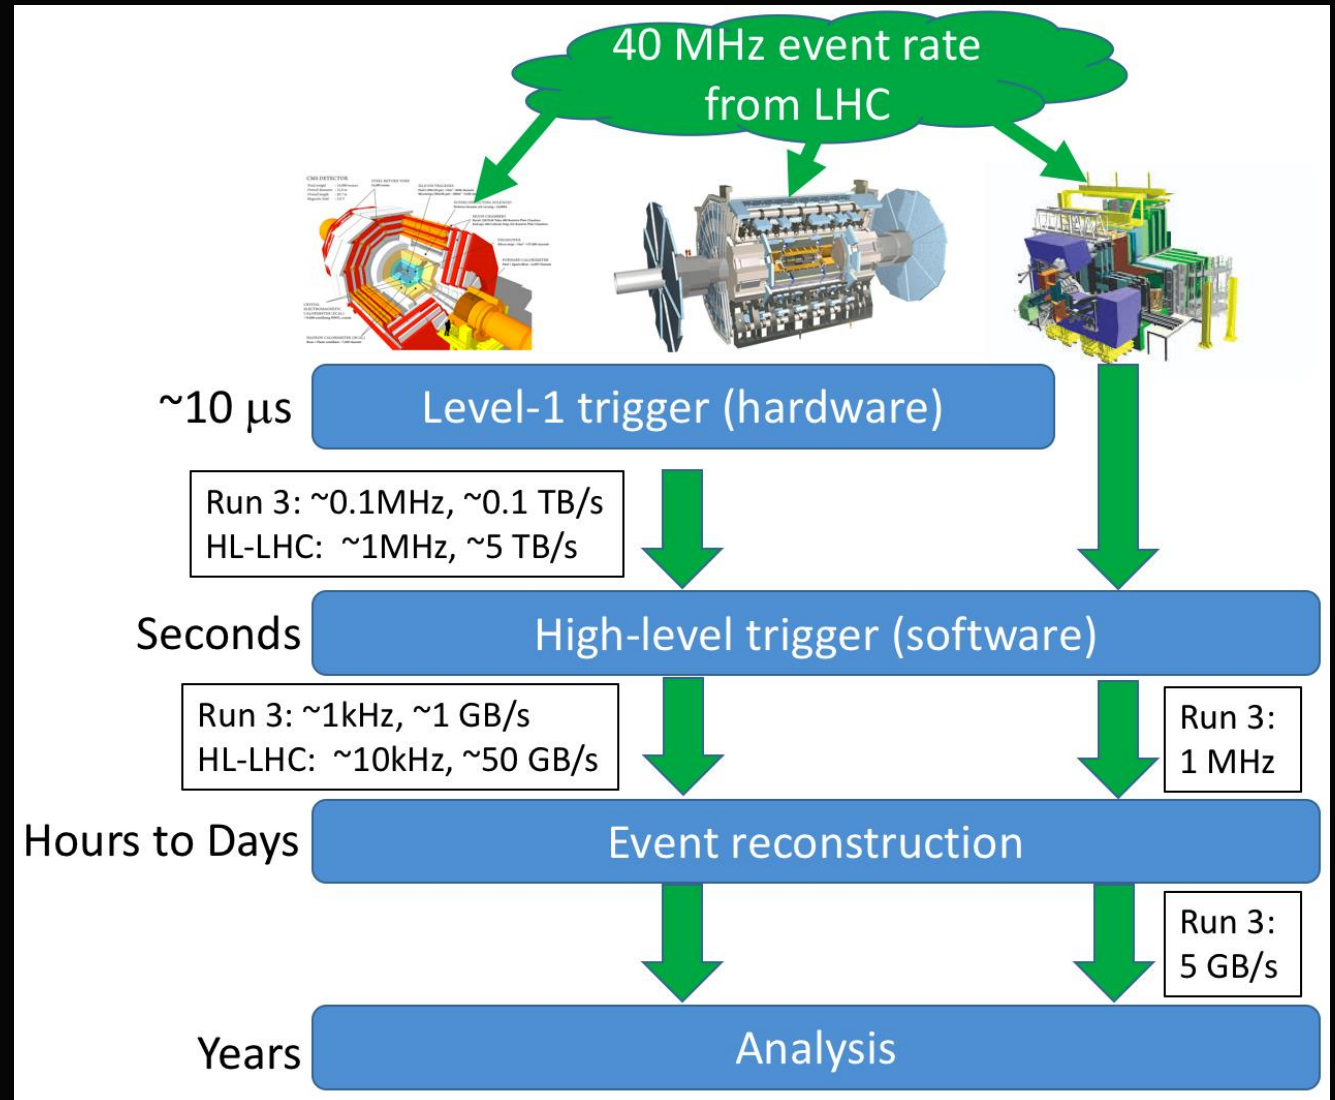 40 MHz event rate
from LHC
CMS DETECTOR
~10 μs
Level-1 trigger (hardware)
Run 3: ~0.1MHz, ~0.1 TB/s
HL-LHC:  ~1MHz, ~5 TB/s
Seconds
High-level trigger (software)
Run 3: ~1kHz, ~1 GB/s
HL-LHC:  ~10kHz, ~50 GB/s
Run 3:
1 MHz
Hours to Days
Event reconstruction
Run 3:
5 GB/s
Years
Analysis